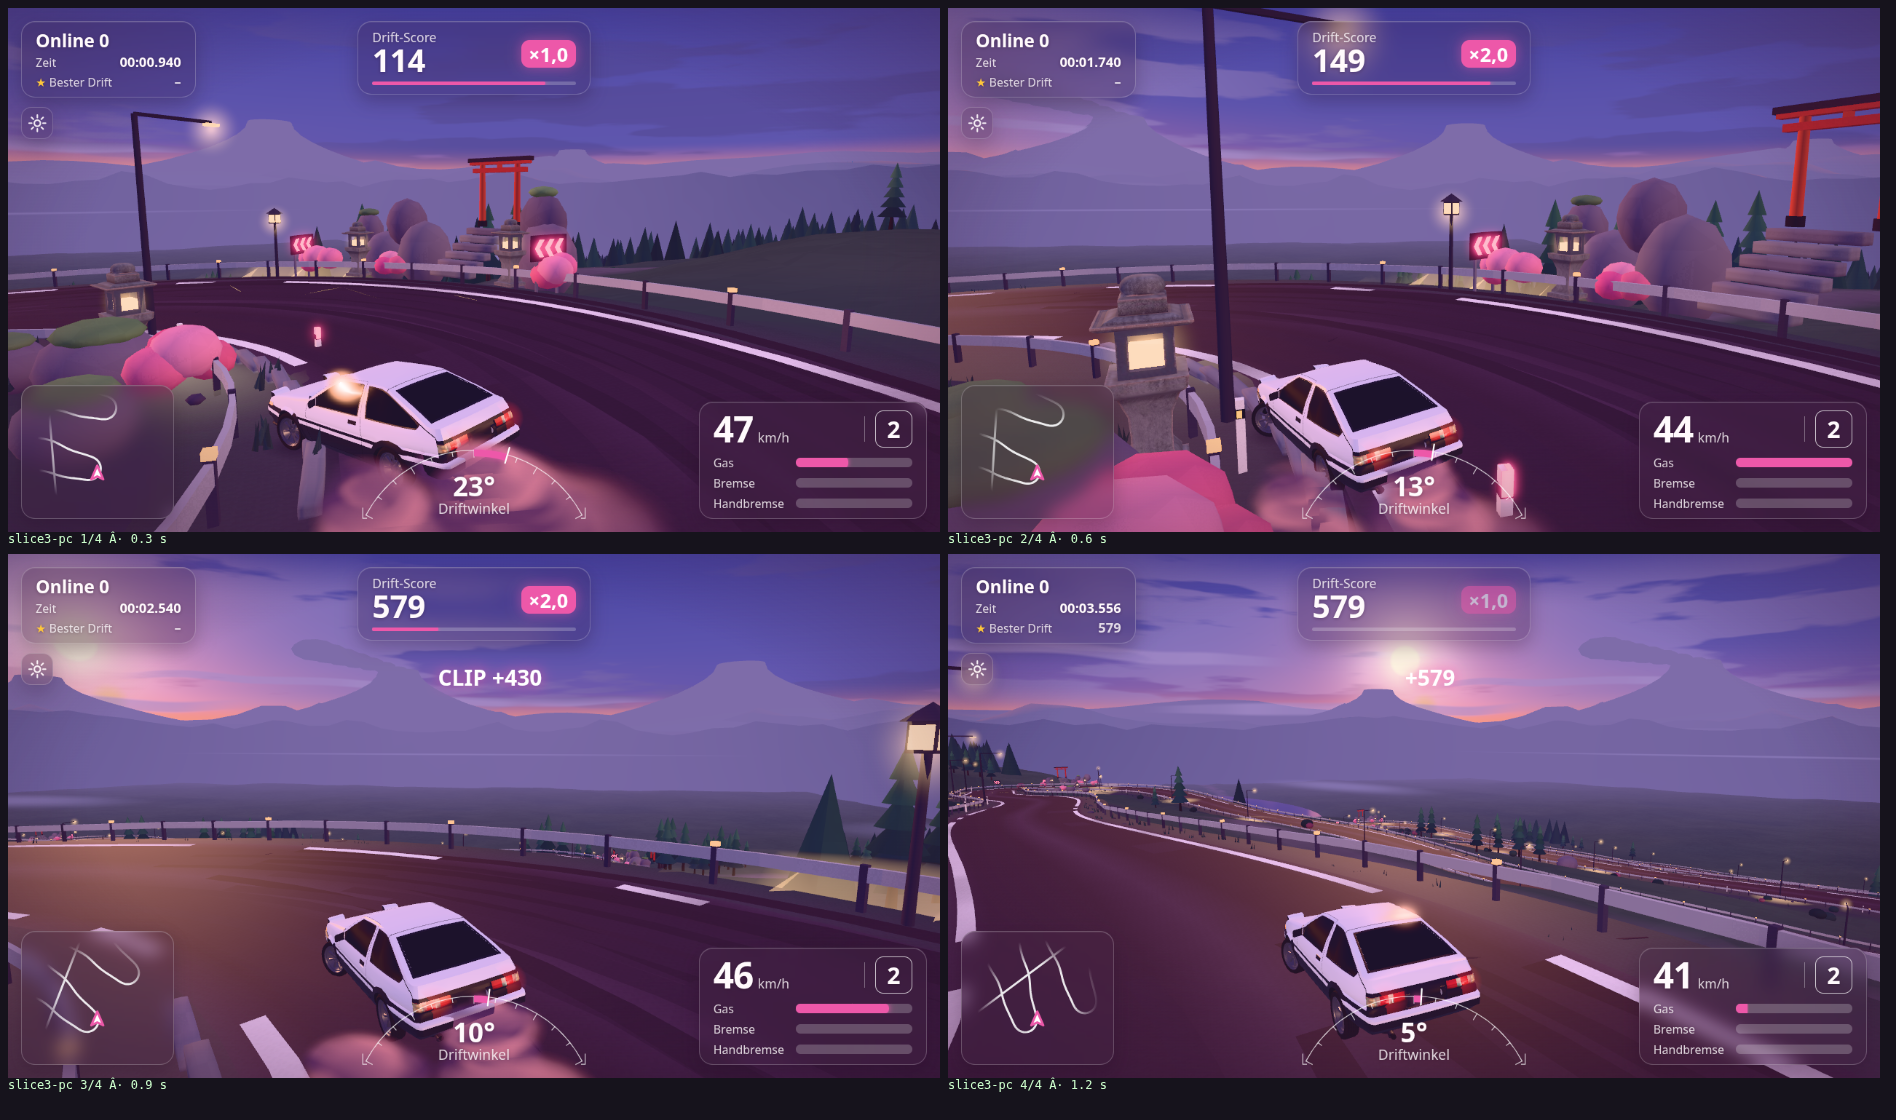 Online 0
Zeit 00:00.940
★ Bester Drift –
Drift-Score
114 ×1,0
47 km/h 2
Gas
Bremse
Handbremse
23°
Driftwinkel
slice3-pc 1/4 Â· 0.3 s
Online 0
Zeit 00:01.740
★ Bester Drift –
Drift-Score
149 ×2,0
44 km/h 2
Gas
Bremse
Handbremse
13°
Driftwinkel
slice3-pc 2/4 Â· 0.6 s
Online 0
Zeit 00:02.540
★ Bester Drift –
Drift-Score
579 ×2,0
CLIP +430
46 km/h 2
Gas
Bremse
Handbremse
10°
Driftwinkel
slice3-pc 3/4 Â· 0.9 s
Online 0
Zeit 00:03.556
★ Bester Drift 579
Drift-Score
579 ×1,0
+579
41 km/h 2
Gas
Bremse
Handbremse
5°
Driftwinkel
slice3-pc 4/4 Â· 1.2 s